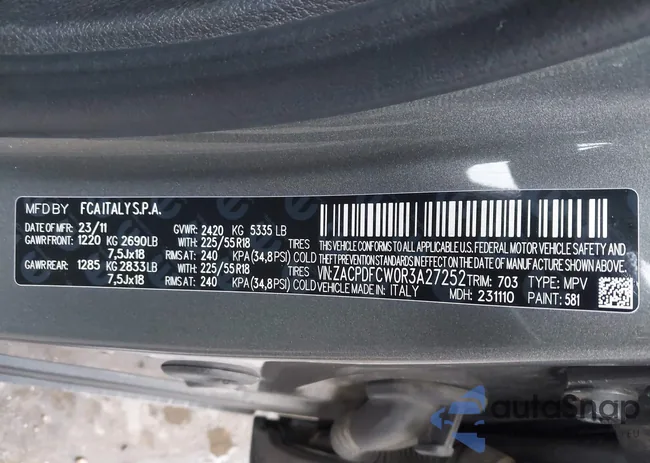 MFD BY FCA ITALY S.P.A.
DATE OF MFR: 23/11 GVWR: 2420 KG 5335 LB
GAWR FRONT: 1220 KG 2690LB WITH: 225/55R18 TIRES
7,5Jx18 RIMS AT: 240 KPA (34,8PSI) COLD
GAWR REAR: 1285 KG 2833LB WITH: 225/55R18 TIRES
7,5Jx18 RIMS AT: 240 KPA (34,8PSI) COLD
THIS VEHICLE CONFORMS TO ALL APPLICABLE U.S.FEDERAL MOTOR VEHICLE SAFETY AND
THEFT PREVENTION STANDARDS IN EFFECT ON THE DATE OF MANUFACTURE SHOWN ABOVE.
VIN: ZACPDFCW0R3A27252 TRIM: 703 TYPE: MPV
VEHICLE MADE IN: ITALY MDH: 231110 PAINT: 581
autoSnap